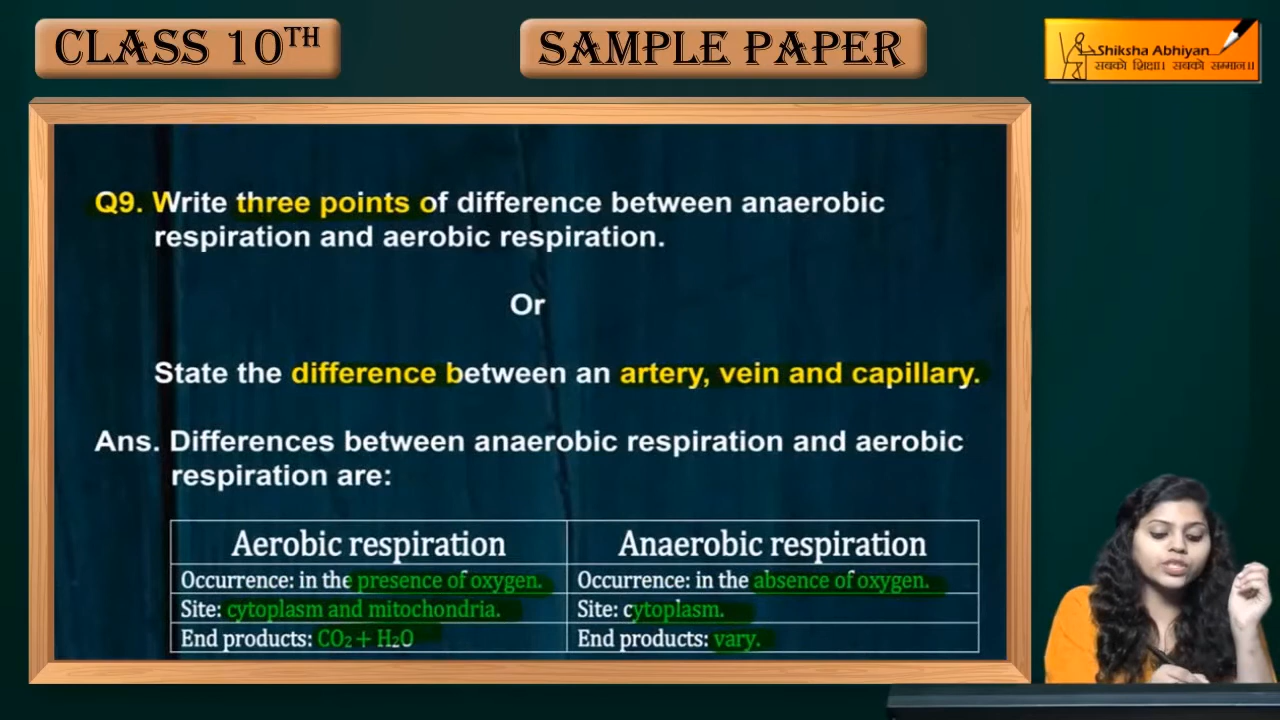 CLASS 10TH
SAMPLE PAPER
Shiksha Abhiyan
सबको शिक्षा। सबको सम्मान।।
Q9. Write three points of difference between anaerobic
respiration and aerobic respiration.
Or
State the difference between an artery, vein and capillary.
Ans. Differences between anaerobic respiration and aerobic
respiration are:
Aerobic respiration
Anaerobic respiration
Occurrence: in the presence of oxygen.
Occurrence: in the absence of oxygen.
Site: cytoplasm and mitochondria.
Site: cytoplasm.
End products: CO₂ + H₂O
End products: vary.